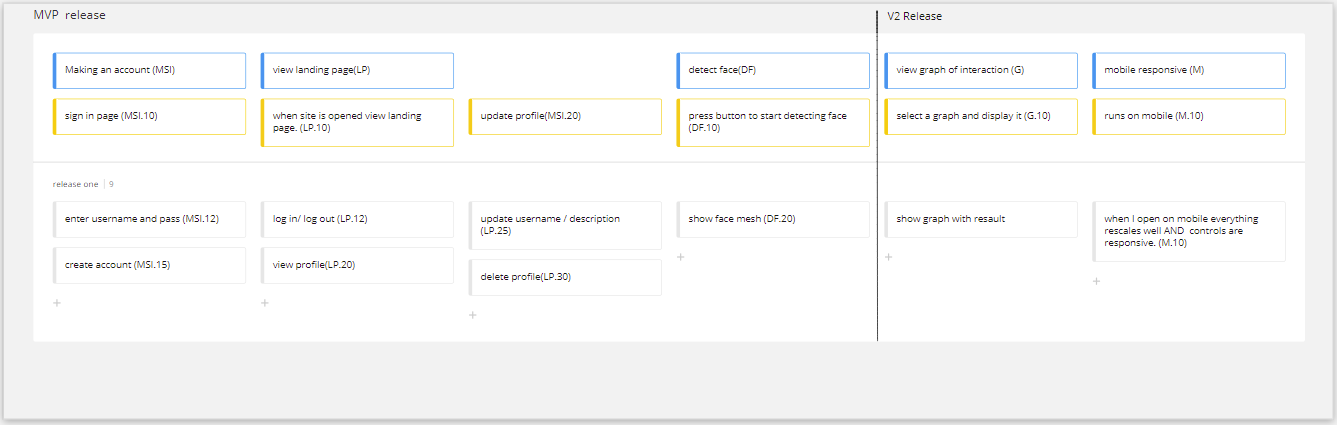 MVP release
V2 Release
Making an account (MSI)
view landing page(LP)
detect face(DF)
view graph of interaction (G)
mobile responsive (M)
sign in page (MSI.10)
when site is opened view landing
page. (LP.10)
update profile(MSI.20)
press button to start detecting face
(DF.10)
select a graph and display it (G.10)
runs on mobile (M.10)
release one | 9
enter username and pass (MSI.12)
log in/ log out (LP.12)
update username / description
(LP.25)
show face mesh (DF.20)
show graph with resault
when I open on mobile everything
rescales well AND controls are
responsive. (M.10)
create account (MSI.15)
view profile(LP.20)
delete profile(LP.30)